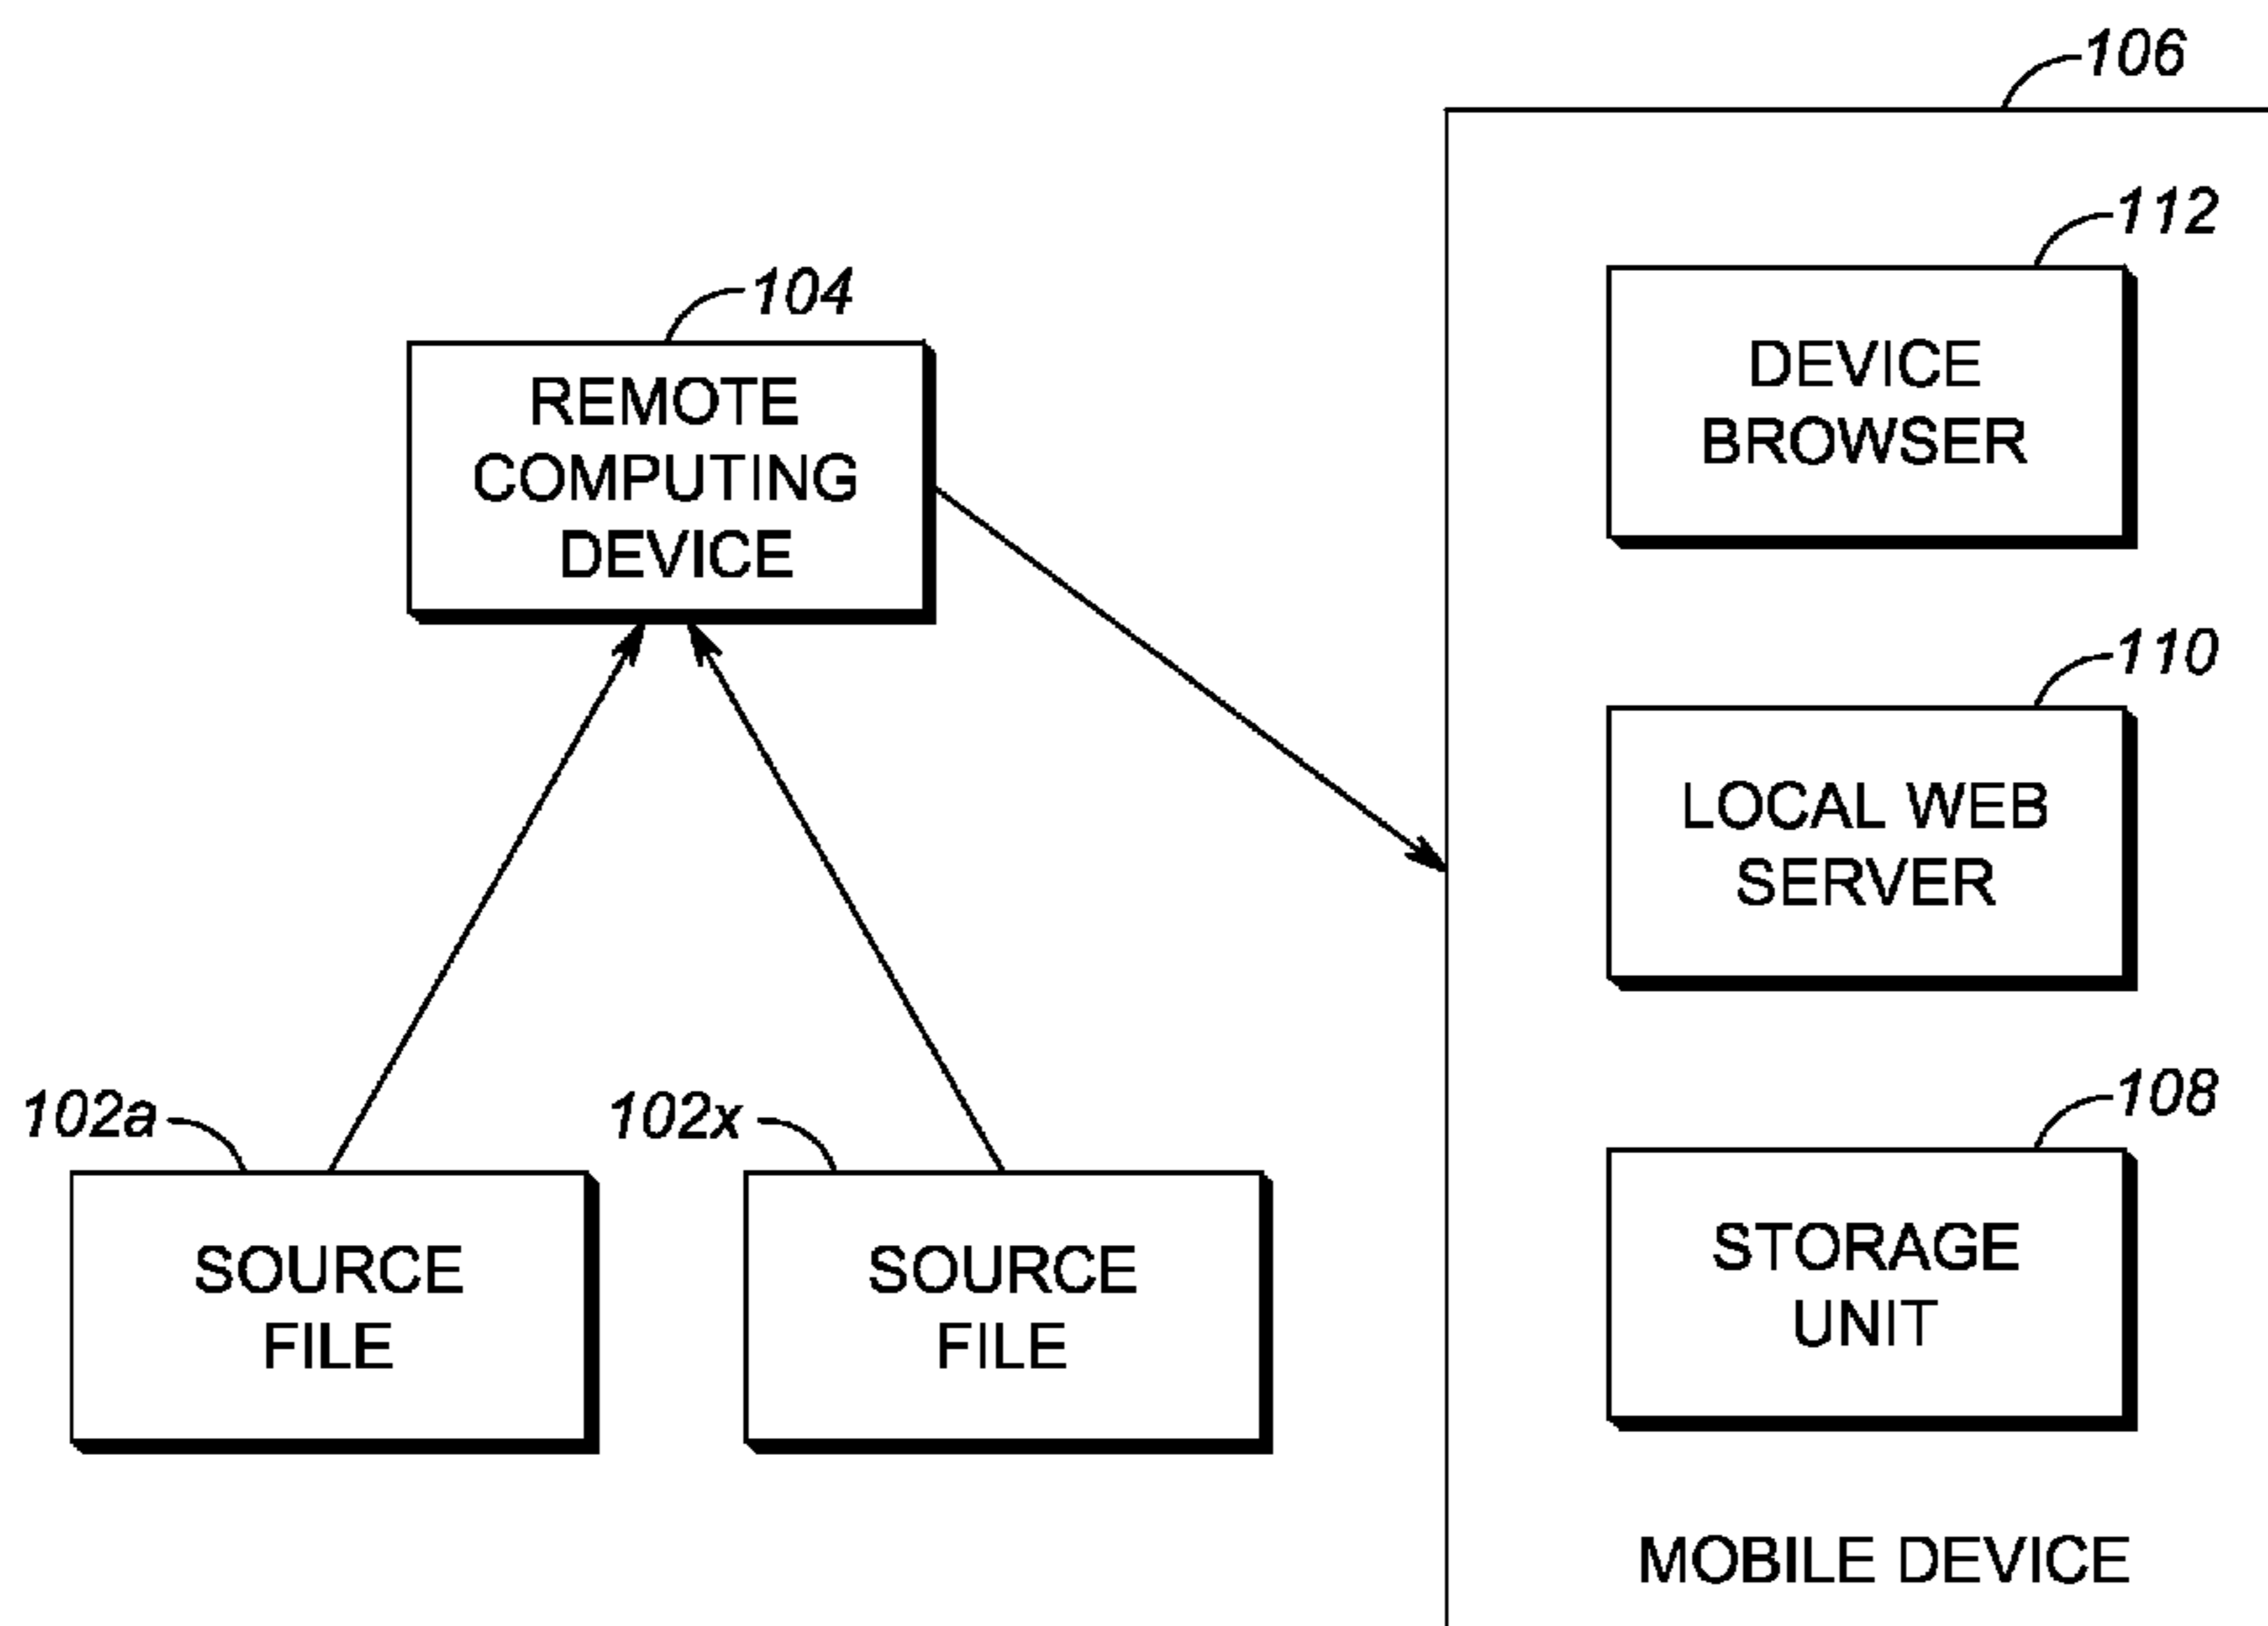 106
112
DEVICE
BROWSER
104
REMOTE
COMPUTING
DEVICE
110
LOCAL WEB
SERVER
102a
SOURCE
FILE
102x
SOURCE
FILE
108
STORAGE
UNIT
MOBILE DEVICE